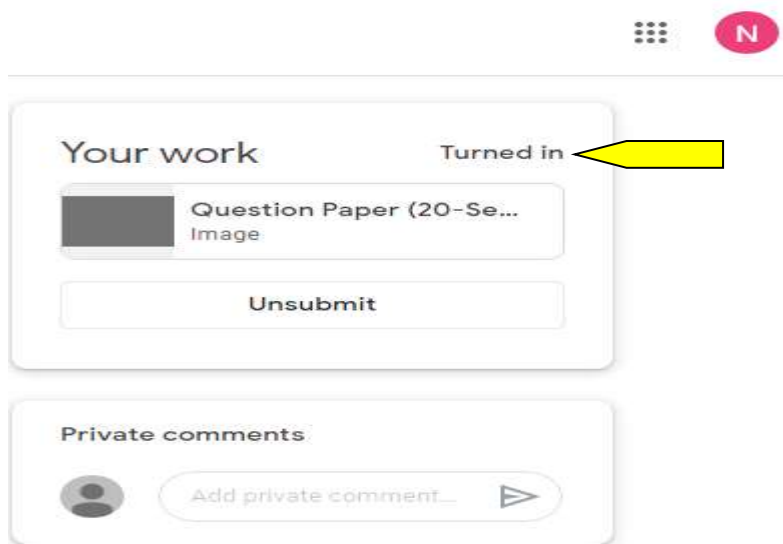 N
Your work Turned in
Question Paper (20-Se...
Image
Unsubmit
Private comments
Add private comment...